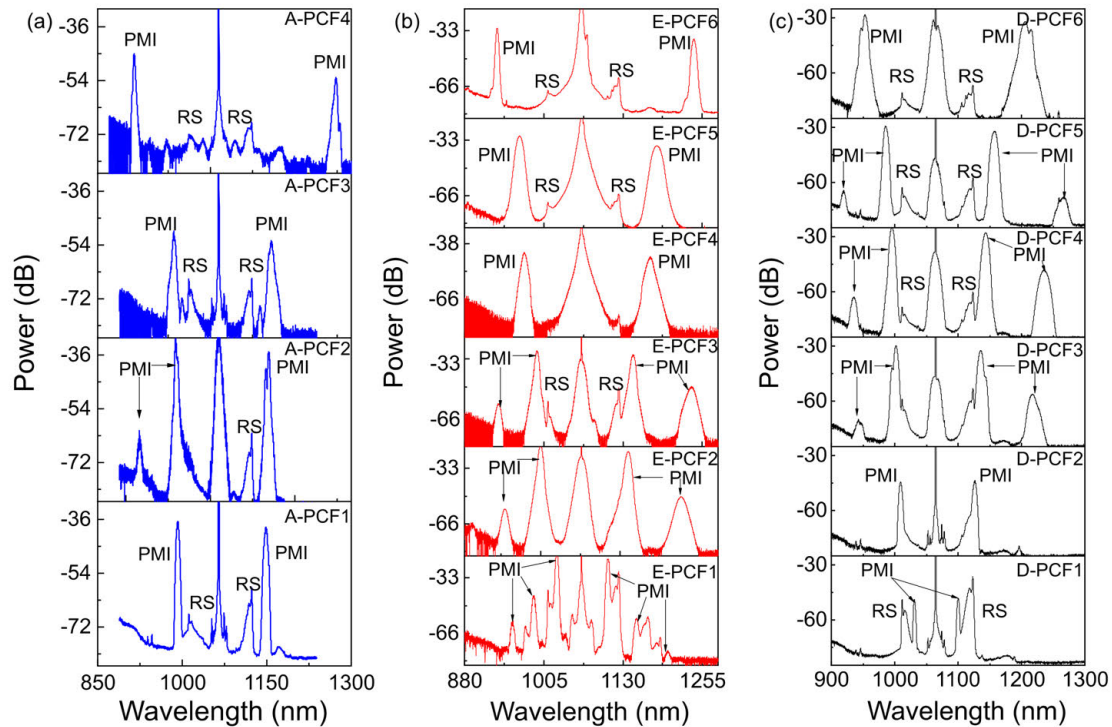 (a)
A-PCF4
-36
PMI
PMI
-54
RS
RS
-72
A-PCF3
-36
PMI
PMI
-54
RS
RS
-72
A-PCF2
-36
PMI
PMI
-54
RS
-72
A-PCF1
-36
PMI
PMI
-54
RS
RS
-72
850 1000 1150 1300
Wavelength (nm)
Power (dB)
(b)
E-PCF6
-33
PMI
PMI
RS
RS
-66
E-PCF5
-33
PMI
PMI
RS
RS
-66
E-PCF4
-38
PMI
PMI
-66
E-PCF3
-33
PMI
PMI
RS
RS
-66
E-PCF2
-33
PMI
PMI
-66
E-PCF1
-33
PMI
PMI
-66
880 1005 1130 1255
Wavelength (nm)
Power (dB)
(c)
D-PCF6
-30
PMI
PMI
RS
RS
-60
D-PCF5
-30
PMI
PMI
RS
RS
-60
D-PCF4
-30
PMI
PMI
RS
RS
-60
D-PCF3
-30
PMI
PMI
-60
D-PCF2
-30
PMI
PMI
-60
D-PCF1
-30
PMI
RS
RS
-60
900 1000 1100 1200 1300
Wavelength (nm)
Power (dB)